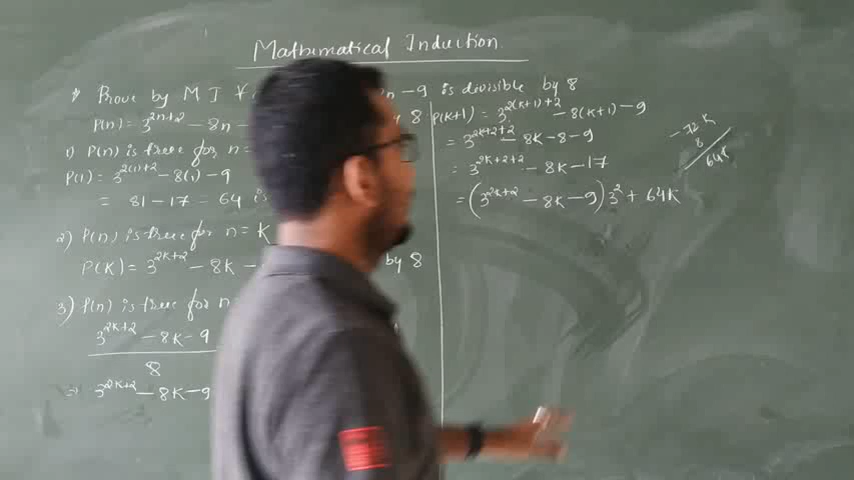 Mathematical Induction.
Prove by M I ∀ n - 9 is divisible by 8
P(n) = 3^{2n+2} - 8n - by 8
1) P(n) is true for n =
P(1) = 3^{2(1)+2} - 8(1) - 9
= 81 - 17 = 64 is
2) P(n) is true for n = K
P(K) = 3^{2K+2} - 8K - by 8
3) P(n) is true for n
3^{2K+2} - 8K - 9
8
⇒ 3^{2K+2} - 8K - 9
P(K+1) = 3^{2(K+1)+2} - 8(K+1) - 9
= 3^{2K+2+2} - 8K - 8 - 9
= 3^{2K+2+2} - 8K - 17
= (3^{2K+2} - 8K - 9) 3^2 + 64K
- 72K
8
64K